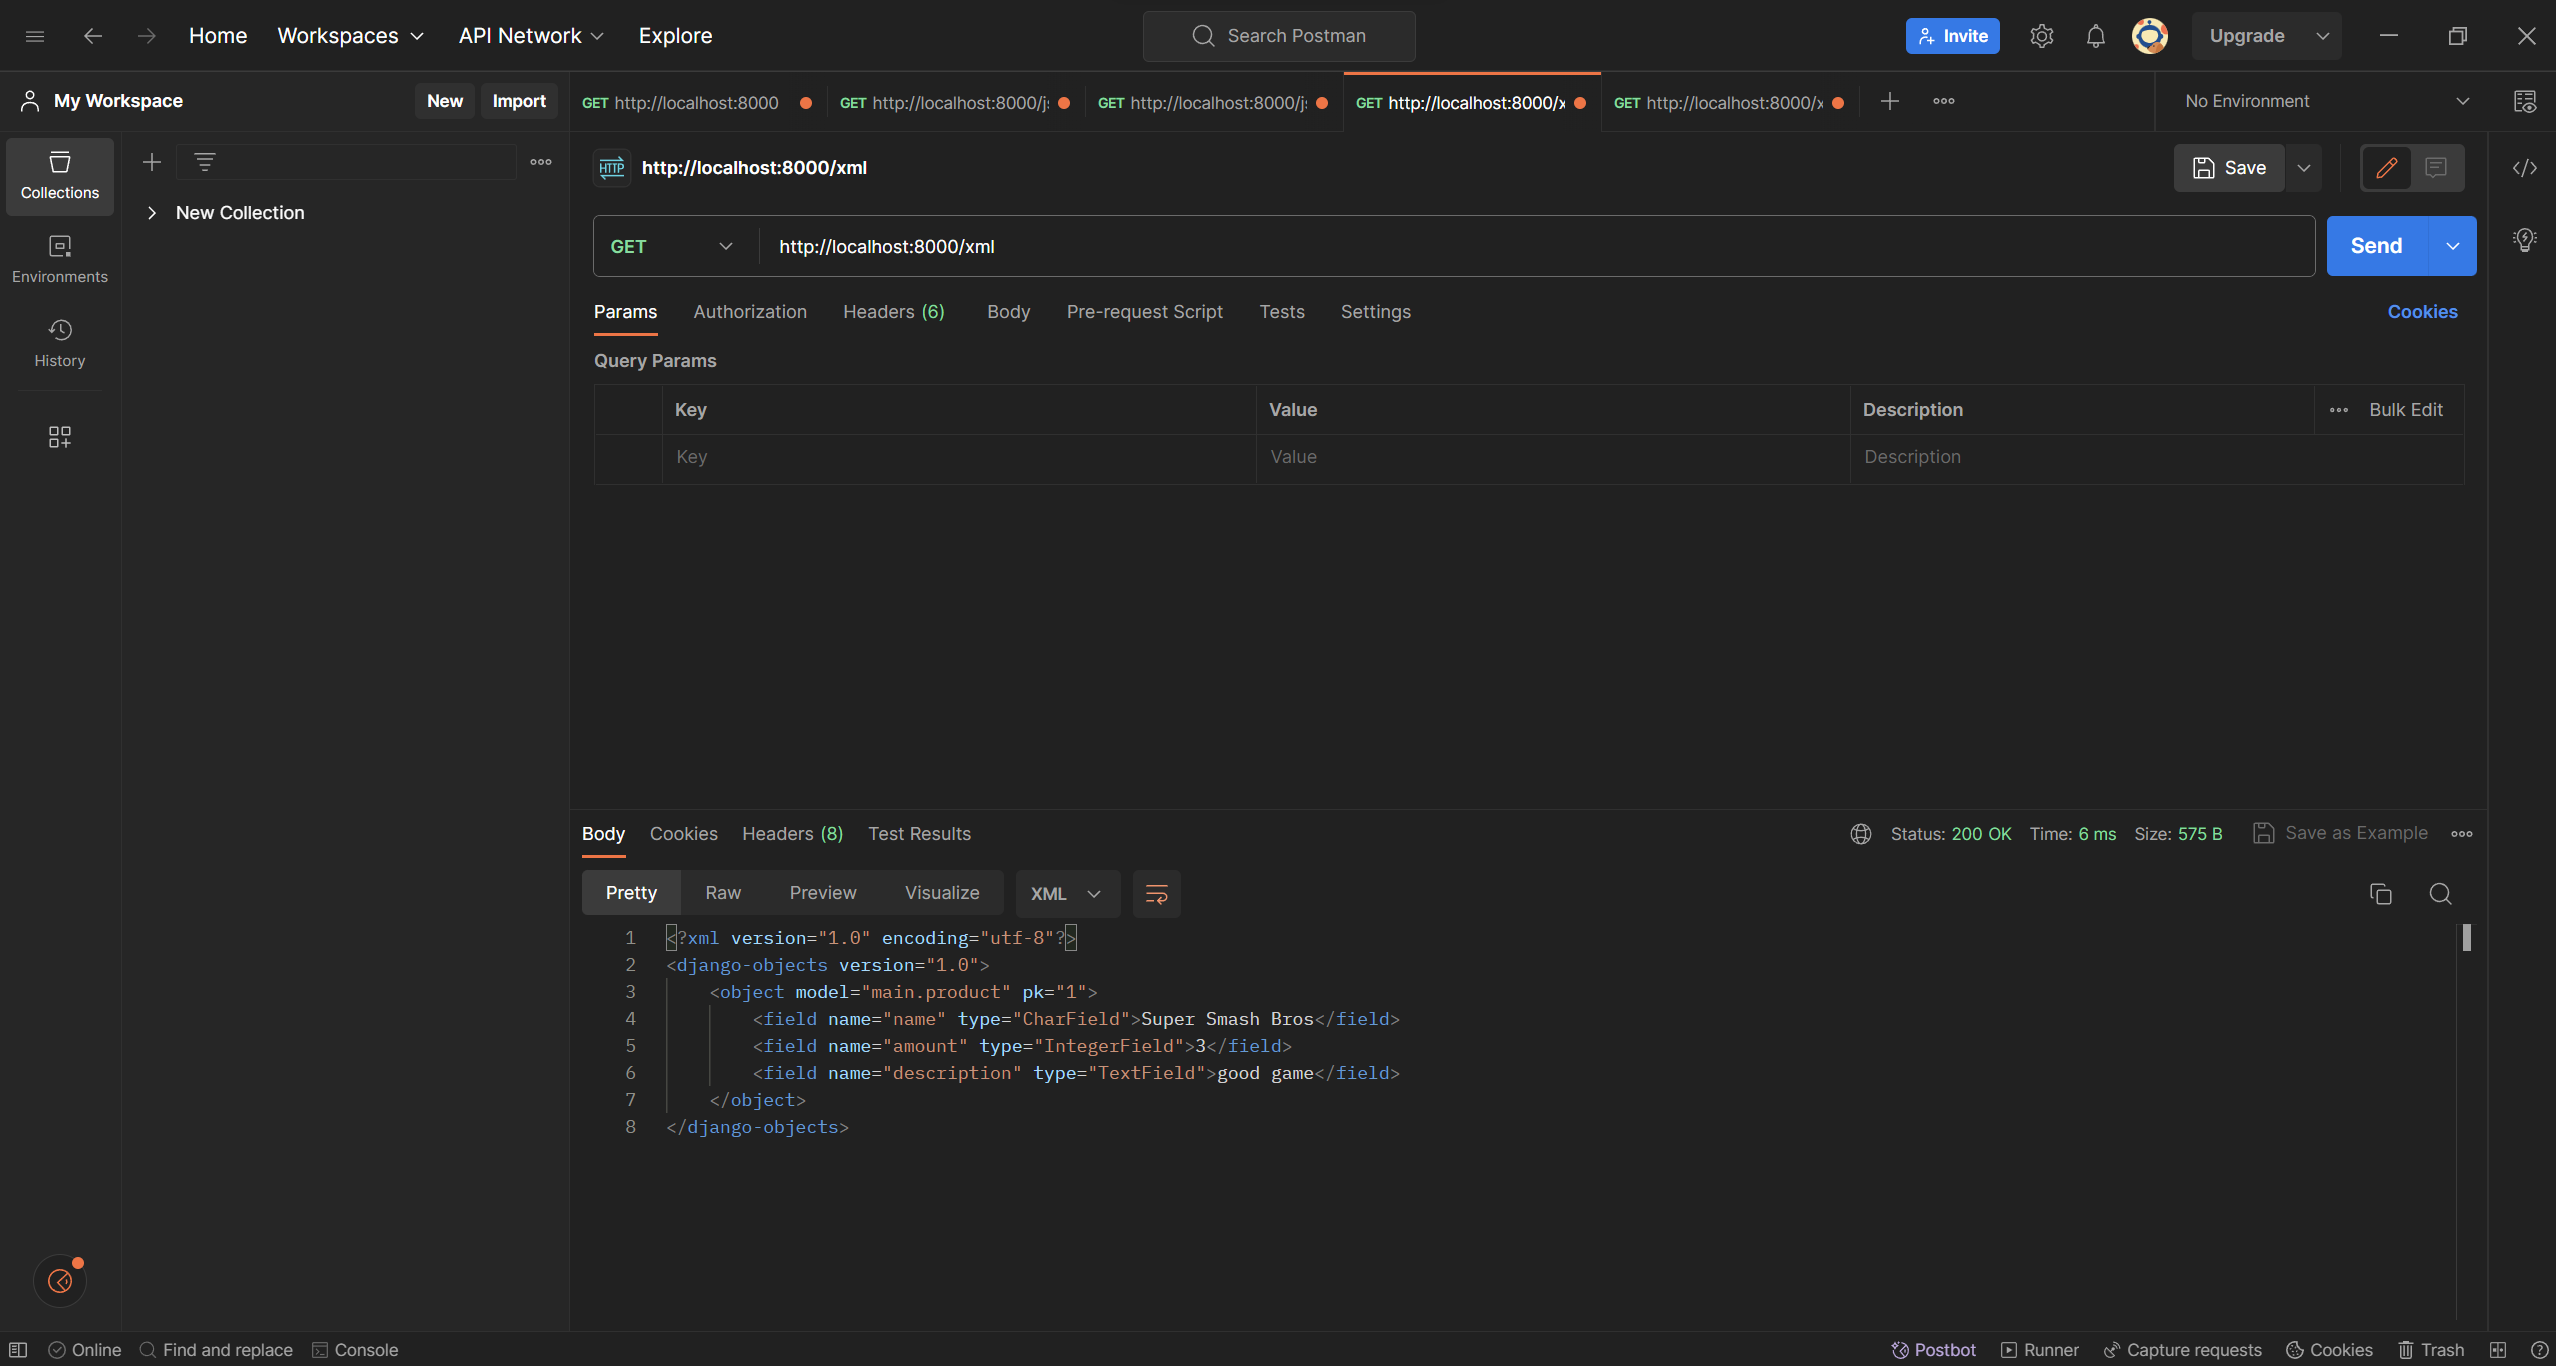 Home Workspaces API Network Explore Search Postman Invite Upgrade
My Workspace New Import
GET http://localhost:8000 GET http://localhost:8000/j GET http://localhost:8000/j GET http://localhost:8000/x GET http://localhost:8000/x No Environment
Collections
Environments
History
New Collection
HTTP http://localhost:8000/xml Save
GET http://localhost:8000/xml Send
Params Authorization Headers (6) Body Pre-request Script Tests Settings Cookies
Query Params
Key Value Description Bulk Edit
Key Value Description
Body Cookies Headers (8) Test Results Status: 200 OK Time: 6 ms Size: 575 B Save as Example
Pretty Raw Preview Visualize XML
1 <?xml version="1.0" encoding="utf-8"?>
2 <django-objects version="1.0">
3 <object model="main.product" pk="1">
4 <field name="name" type="CharField">Super Smash Bros</field>
5 <field name="amount" type="IntegerField">3</field>
6 <field name="description" type="TextField">good game</field>
7 </object>
8 </django-objects>
Online Find and replace Console Postbot Runner Capture requests Cookies Trash